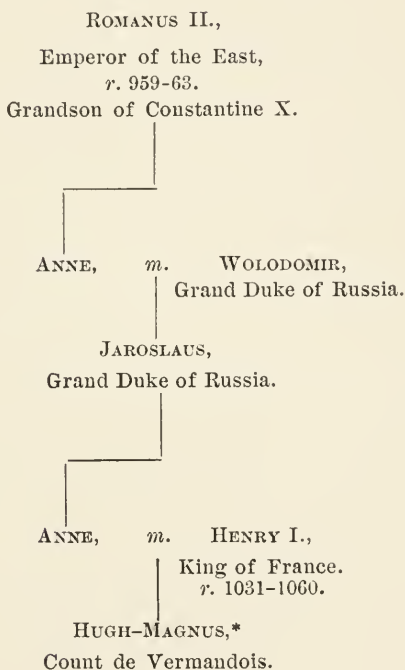 ROMANUS II.,
Emperor of the East,
r. 959-63.
Grandson of Constantine X.
ANNE, m. WOLODOMIR,
Grand Duke of Russia.
JAROSLAUS,
Grand Duke of Russia.
ANNE, m. HENRY I.,
King of France.
r. 1031-1060.
HUGH-MAGNUS,*
Count de Vermandois.